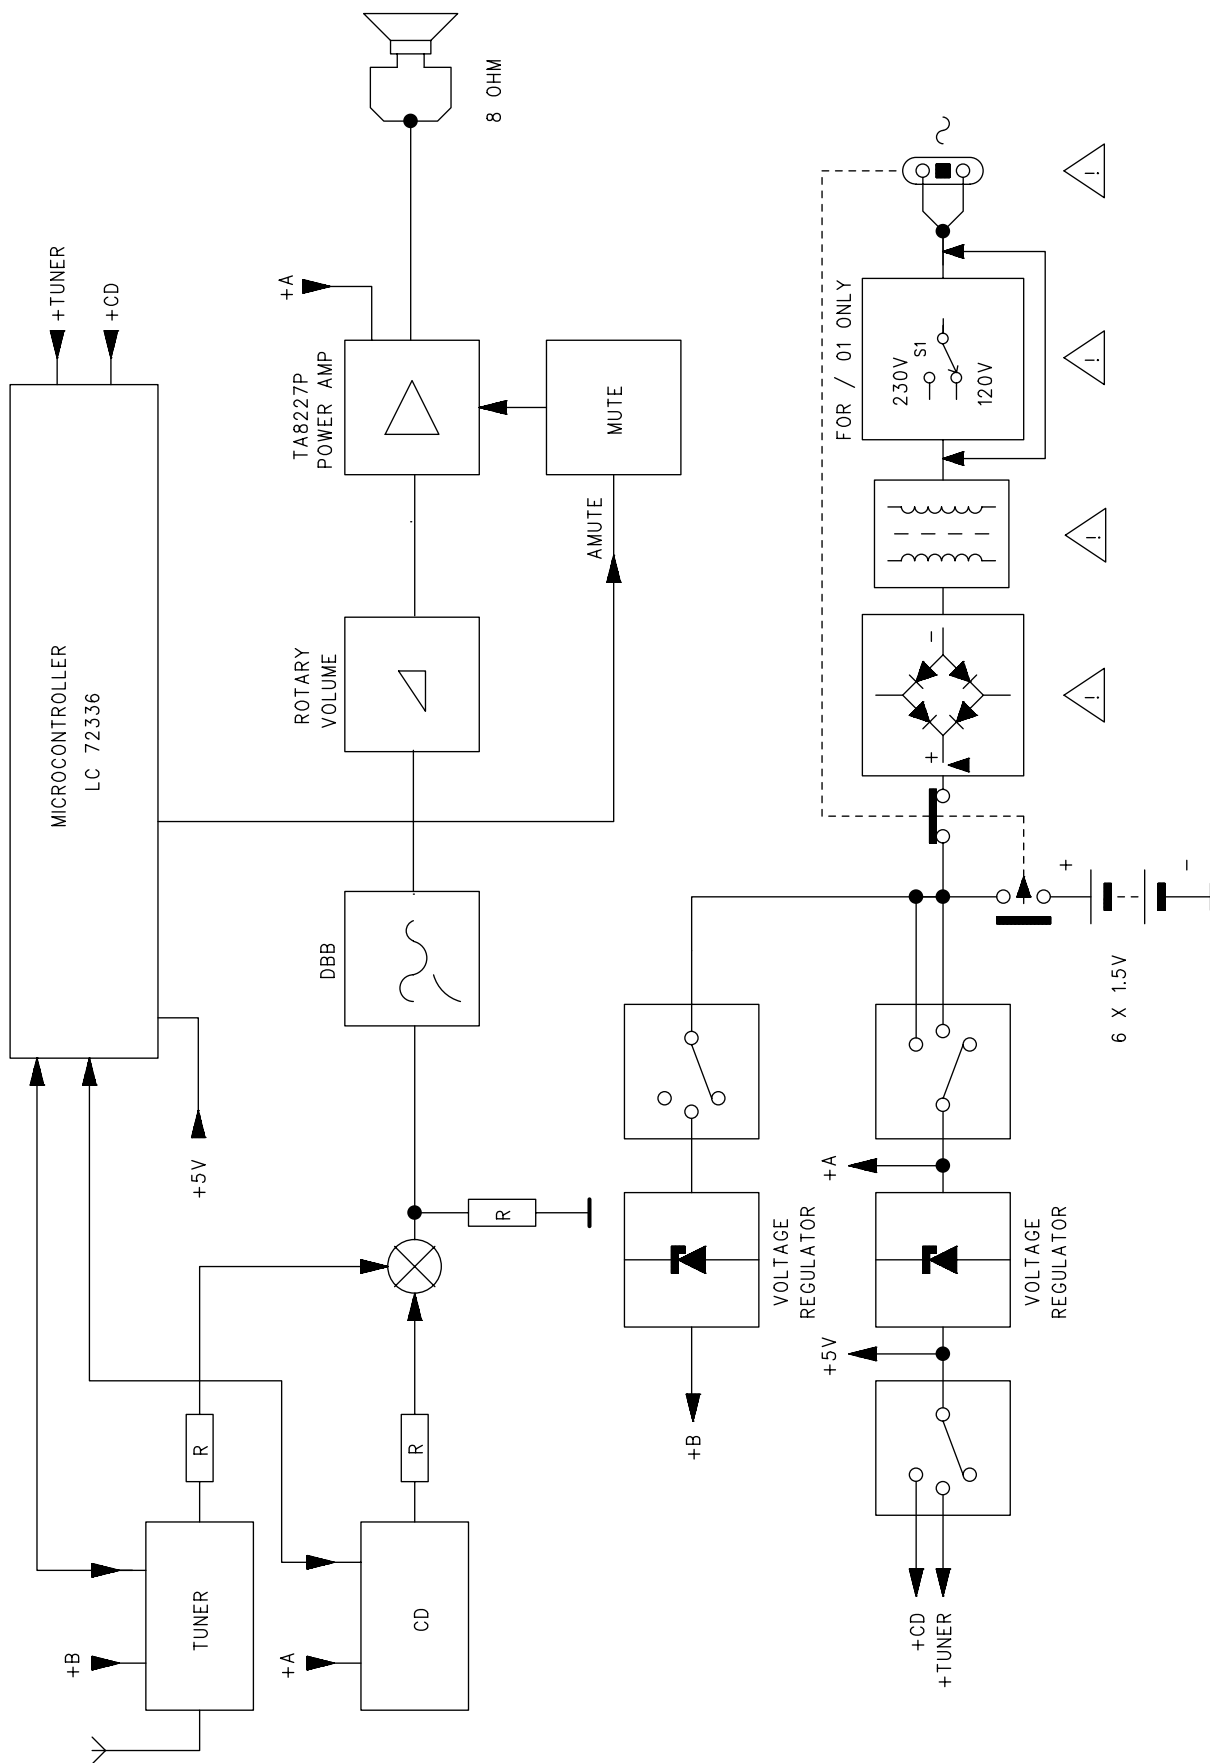 MICROCONTROLLER
LC 72336
+TUNER
+CD
+B
+5V
TUNER
R
+A
CD
R
R
DBB
ROTARY
VOLUME
TA8227P
POWER AMP
+A
8 OHM
AMUTE
MUTE
+B
VOLTAGE
REGULATOR
+CD
+TUNER
+5V
+A
VOLTAGE
REGULATOR
FOR / 01 ONLY
230V
S1
120V
+
-
+
-
6 X 1.5V
!
!
!
!